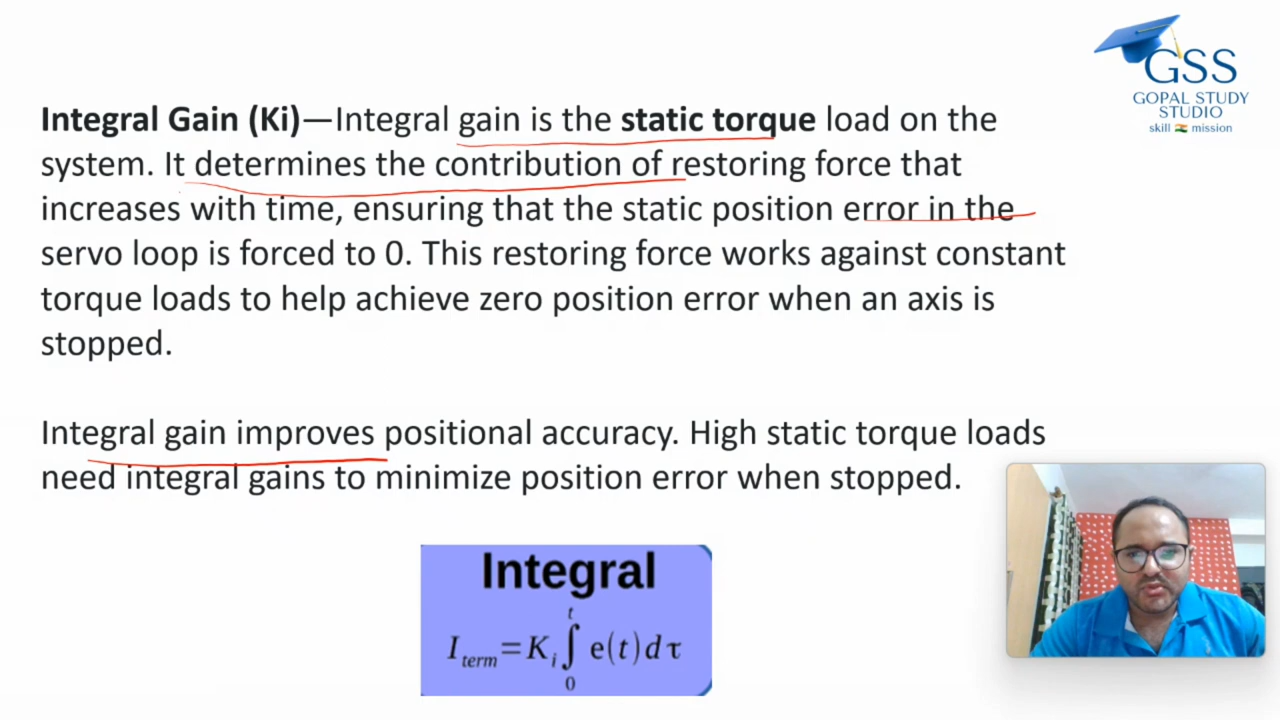 GSS
GOPAL STUDY
STUDIO
skill mission
Integral Gain (Ki)—Integral gain is the static torque load on the
system. It determines the contribution of restoring force that
increases with time, ensuring that the static position error in the
servo loop is forced to 0. This restoring force works against constant
torque loads to help achieve zero position error when an axis is
stopped.
Integral gain improves positional accuracy. High static torque loads
need integral gains to minimize position error when stopped.
Integral
I_term = K_i ∫_0^t e(t) dτ